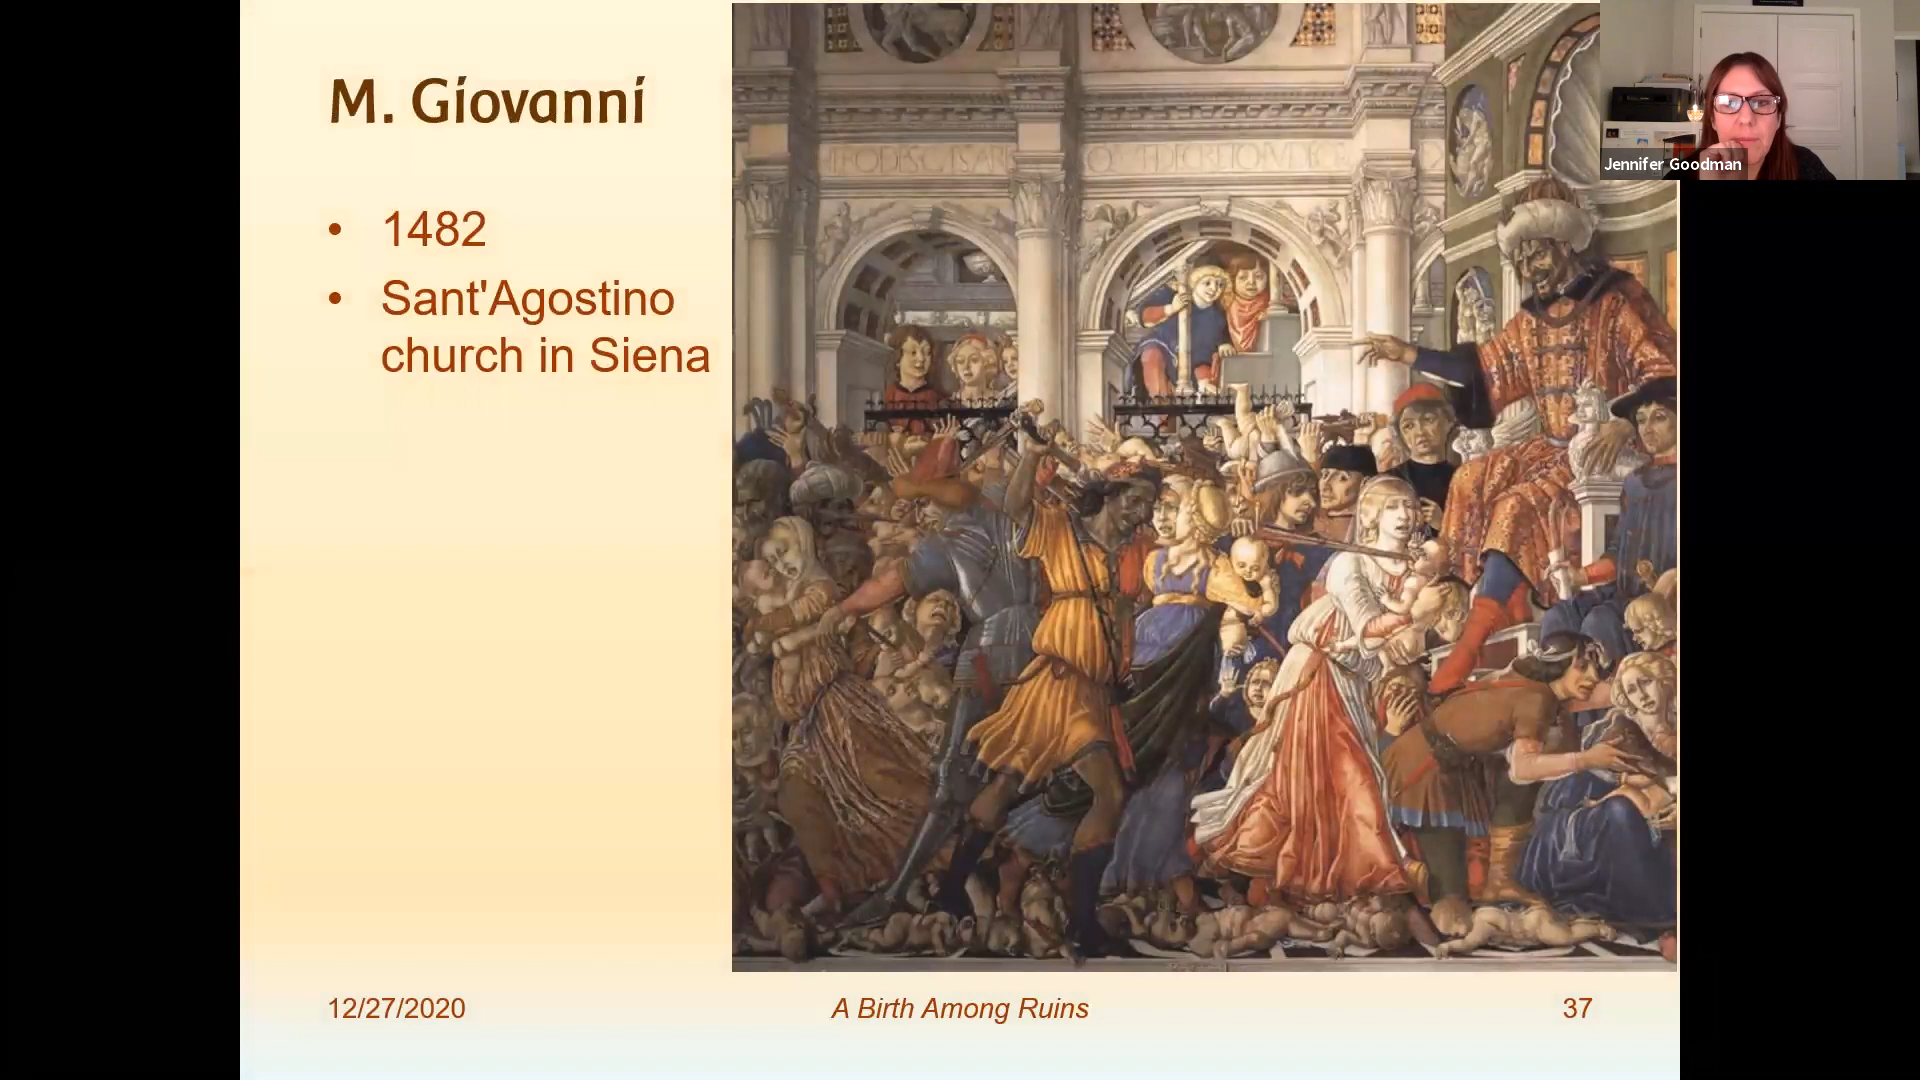 M. Giovanni
• 1482
• Sant'Agostino
church in Siena
Jennifer Goodman
12/27/2020
A Birth Among Ruins
37